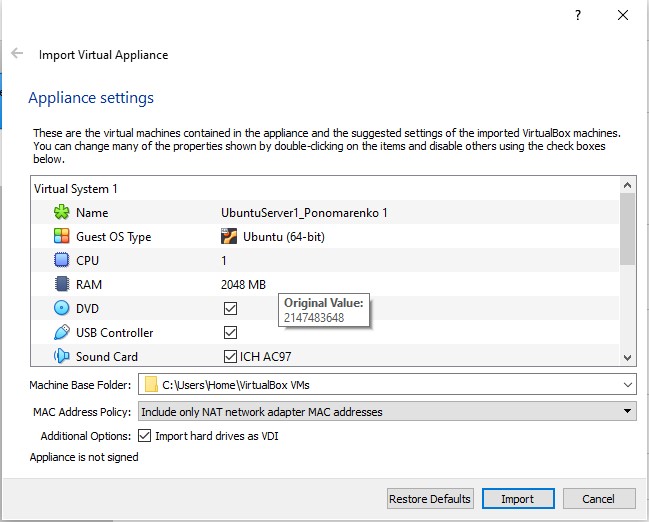 ?
Import Virtual Appliance
Appliance settings
These are the virtual machines contained in the appliance and the suggested settings of the imported VirtualBox machines.
You can change many of the properties shown by double-clicking on the items and disable others using the check boxes
below.
Virtual System 1
Name UbuntuServer1_Ponomarenko 1
Guest OS Type Ubuntu (64-bit)
CPU 1
RAM 2048 MB
Original Value:
2147483648
DVD
USB Controller
Sound Card ICH AC97
Machine Base Folder: C:\Users\Home\VirtualBox VMs
MAC Address Policy: Include only NAT network adapter MAC addresses
Additional Options: Import hard drives as VDI
Appliance is not signed
Restore Defaults Import Cancel